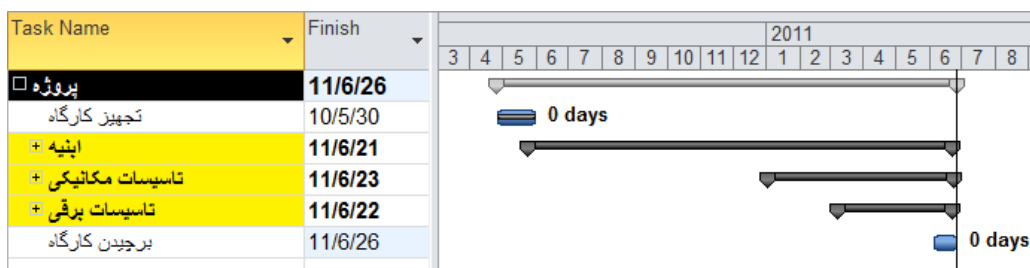 Task Name Finish
2011
3 4 5 6 7 8 9 10 11 12 1 2 3 4 5 6 7 8
پروژه 11/6/26
تجهیز کارگاه 10/5/30 0 days
ابنیه 11/6/21
تاسیسات مکانیکی 11/6/23
تاسیسات برقی 11/6/22
برچیدن کارگاه 11/6/26 0 days